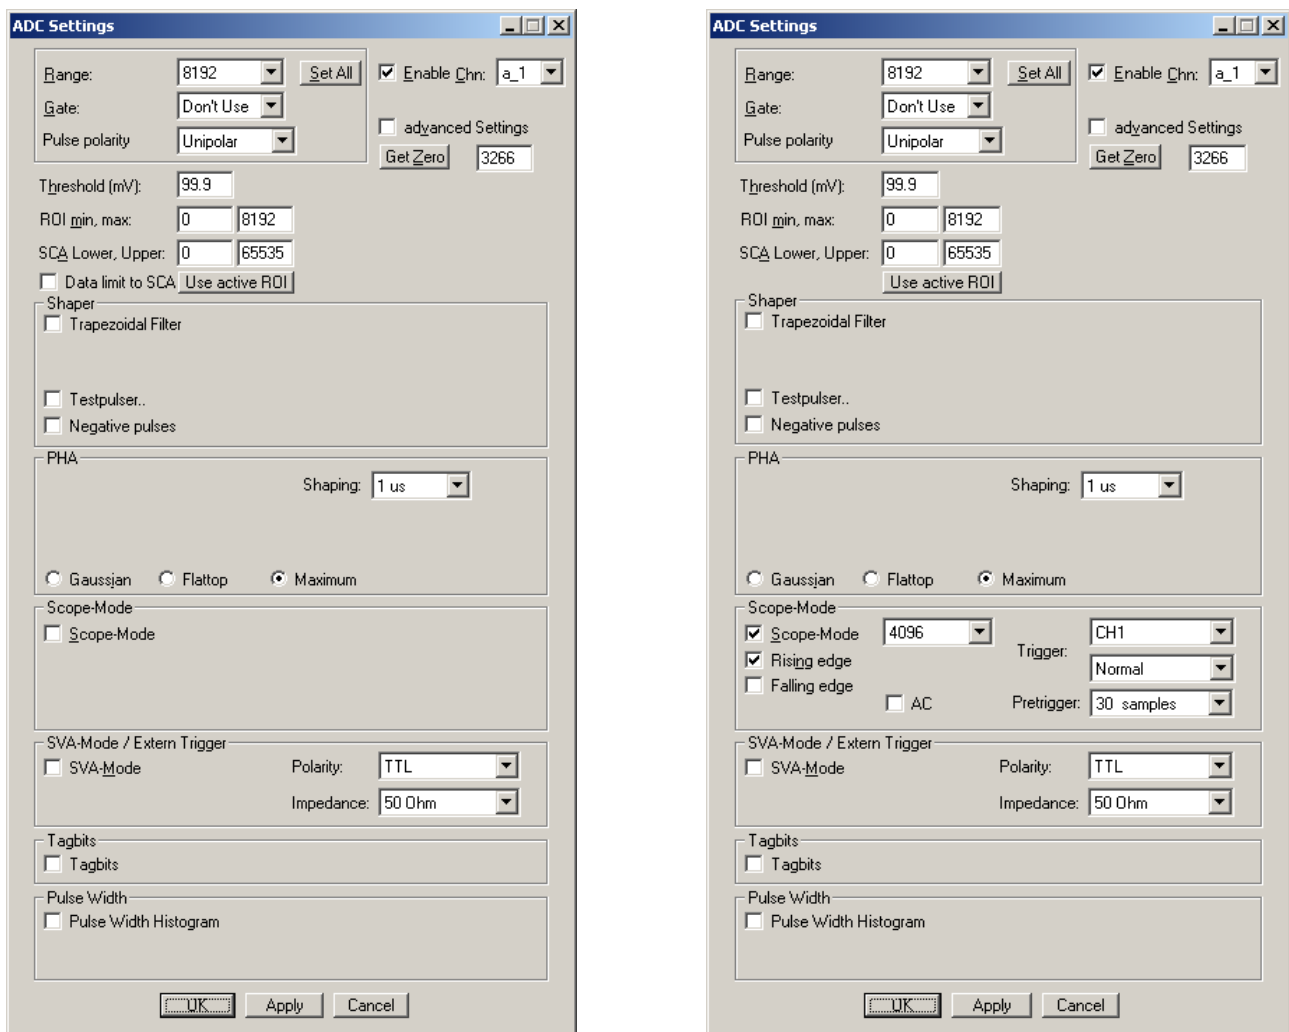 ADC Settings
Range: 8192 Set All Enable Chn: a_1
Gate: Don't Use
advanced Settings
Pulse polarity Unipolar Get Zero 3266
Threshold (mV): 99.9
ROI min, max: 0 8192
SCA Lower, Upper: 0 65535
Data limit to SCA Use active ROI
Shaper
Trapezoidal Filter
Testpulser..
Negative pulses
PHA
Shaping: 1 us
Gaussian Flattop Maximum
Scope-Mode
Scope-Mode
SVA-Mode / Extern Trigger
SVA-Mode Polarity: TTL
Impedance: 50 Ohm
Tagbits
Tagbits
Pulse Width
Pulse Width Histogram
OK Apply Cancel
ADC Settings
Range: 8192 Set All Enable Chn: a_1
Gate: Don't Use
advanced Settings
Pulse polarity Unipolar Get Zero 3266
Threshold (mV): 99.9
ROI min, max: 0 8192
SCA Lower, Upper: 0 65535
Use active ROI
Shaper
Trapezoidal Filter
Testpulser..
Negative pulses
PHA
Shaping: 1 us
Gaussian Flattop Maximum
Scope-Mode
Scope-Mode 4096 CH1
Trigger:
Rising edge Normal
Falling edge
AC Pretrigger: 30 samples
SVA-Mode / Extern Trigger
SVA-Mode Polarity: TTL
Impedance: 50 Ohm
Tagbits
Tagbits
Pulse Width
Pulse Width Histogram
OK Apply Cancel